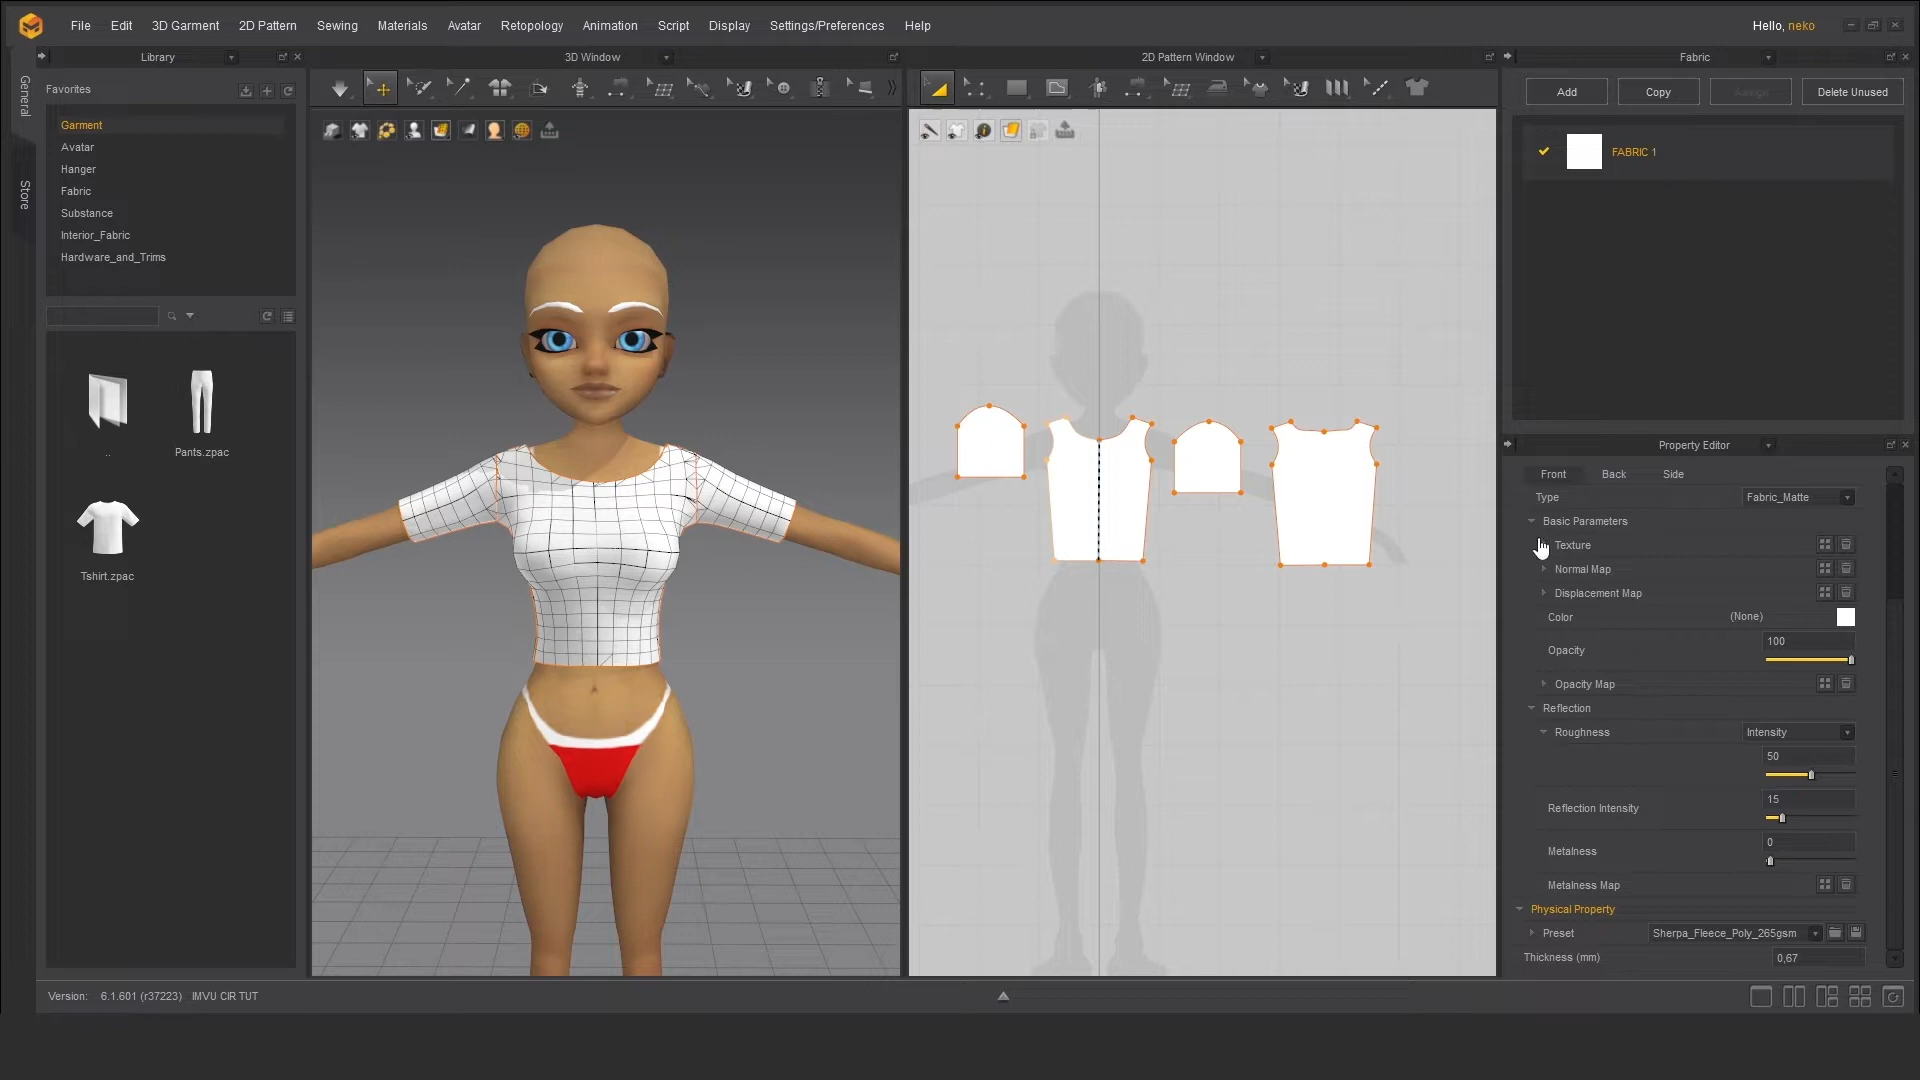 File Edit 3D Garment 2D Pattern Sewing Materials Avatar Retopology Animation Script Display Settings/Preferences Help
Hello, neko
Library
3D Window
2D Pattern Window
Fabric
General
Store
Favorites
Garment
Avatar
Hanger
Fabric
Substance
Interior_Fabric
Hardware_and_Trims
..
Pants.zpac
Tshirt.zpac
Add
Copy
Assign
Delete Unused
FABRIC 1
Property Editor
Front Back Side
Type Fabric_Matte
Basic Parameters
Texture
Normal Map
Displacement Map
Color (None)
Opacity 100
Opacity Map
Reflection
Roughness Intensity
50
Reflection Intensity 15
Metalness 0
Metalness Map
Physical Property
Preset Sherpa_Fleece_Poly_265gsm
Thickness (mm) 0,67
Version: 6.1.601 (r37223) IMVU CIR TUT